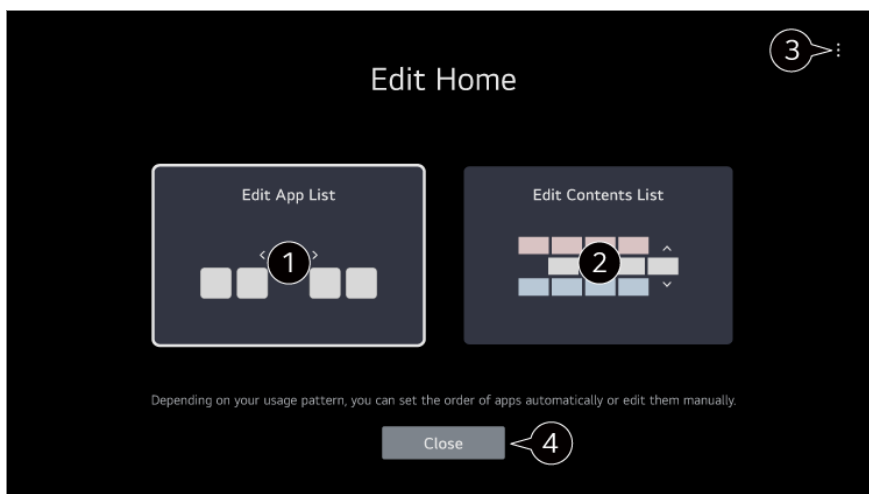 3
Edit Home
Edit App List
Edit Contents List
1
2
Depending on your usage pattern, you can set the order of apps automatically or edit them manually.
Close
4